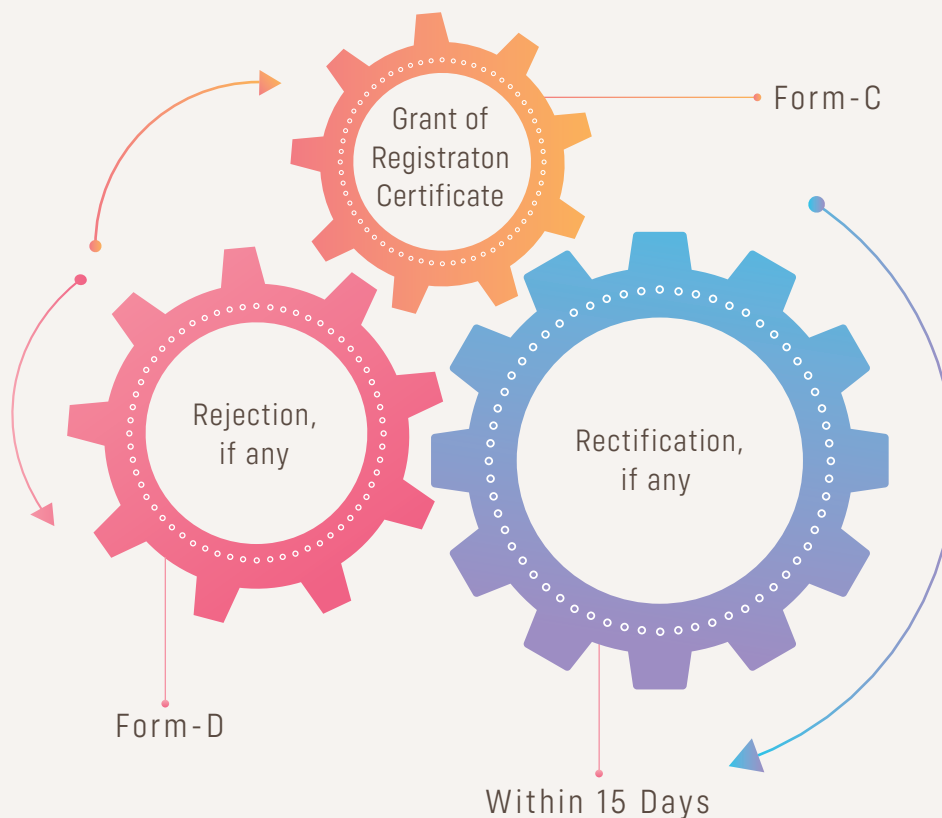 Grant of
Registraton
Certificate
Form-C
Rejection,
if any
Rectification,
if any
Form-D
Within 15 Days